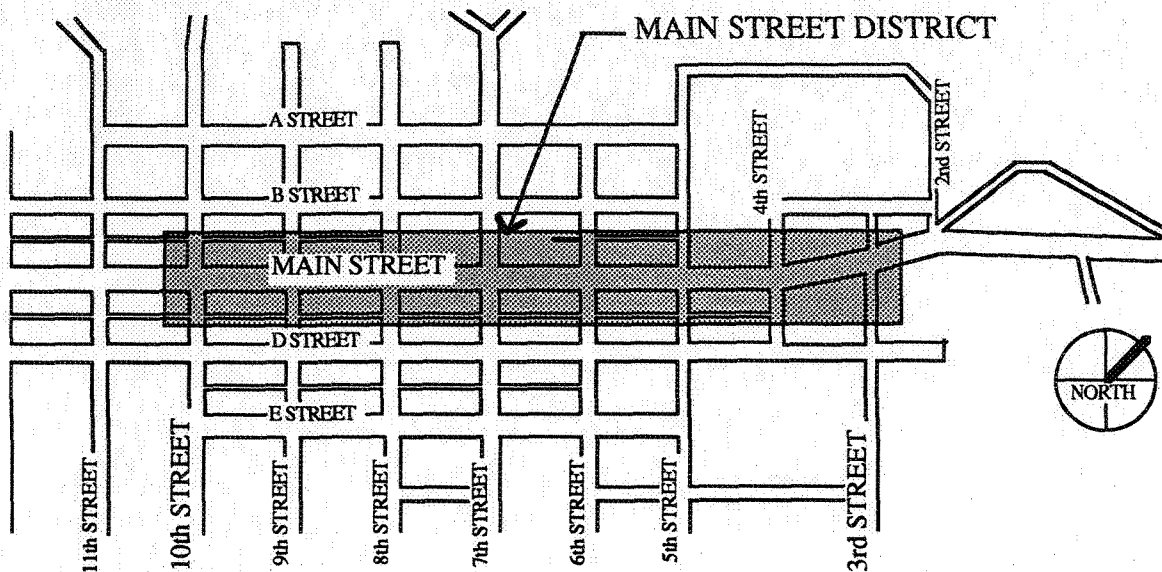 MAIN STREET DISTRICT
A STREET
B STREET
4th STREET
2nd STREET
MAIN STREET
D STREET
E STREET
NORTH
11th STREET
10th STREET
9th STREET
8th STREET
7th STREET
6th STREET
5th STREET
3rd STREET